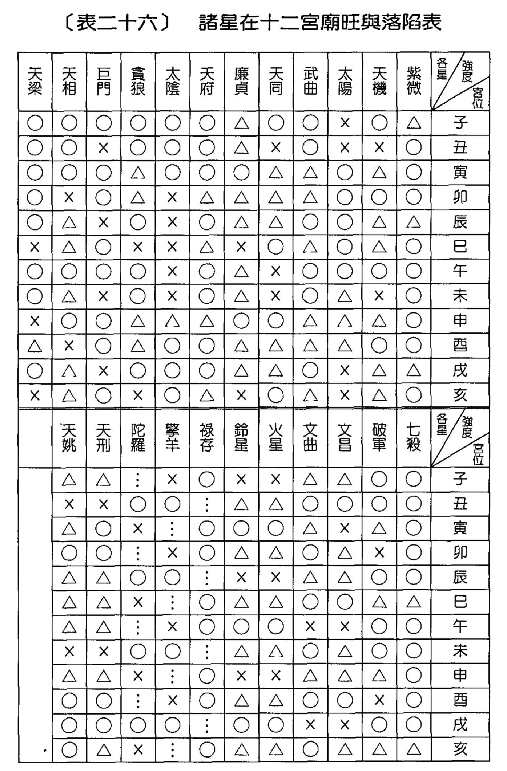 〔表二十六〕 諸星在十二宮廟旺與落陷表
天梁 天相 巨門 貪狼 太陰 天府 廉貞 天同 武曲 太陽 天機 紫微 各星 強度 宮位
○ ○ ○ ○ ○ ○ △ ○ ○ × ○ △ 子
○ ○ × ○ ○ ○ △ × ○ × × ○ 丑
○ ○ ○ △ ○ ○ ○ △ △ ○ △ ○ 寅
○ × ○ △ × △ △ △ △ ○ ○ ○ 卯
○ △ × ○ × ○ △ △ ○ ○ △ △ 辰
× △ ○ × × △ × ○ △ ○ △ ○ 巳
○ ○ ○ ○ × ○ △ × ○ ○ ○ ○ 午
○ △ × ○ × ○ △ × ○ △ × ○ 未
× ○ ○ △ △ △ ○ ○ △ △ △ ○ 申
△ × ○ △ ○ ○ △ △ △ △ ○ ○ 酉
○ △ × ○ ○ ○ △ △ ○ × △ △ 戌
× △ ○ × ○ △ × ○ △ × △ ○ 亥
天姚 天刑 陀羅 擎羊 祿存 鈴星 火星 文曲 文昌 破軍 七殺 各星 強度 宮位
△ △ ⋮ × ○ × × △ △ ○ ○ 子
× × ○ ○ ⋮ △ △ ○ ○ ○ ○ 丑
△ ○ × ⋮ ○ ○ ○ △ × △ ○ 寅
○ ○ ⋮ × ○ △ △ ○ △ × ○ 卯
△ △ ○ ○ ⋮ × × △ △ ○ ○ 辰
△ △ × ⋮ ○ △ △ ○ ○ △ △ 巳
△ △ ⋮ × ○ ○ ○ × × ○ ○ 午
× × ○ ○ ⋮ △ △ △ △ ○ ○ 未
△ △ × ⋮ ○ × × △ △ △ ○ 申
○ ○ ⋮ × ○ △ △ ○ ○ × ○ 酉
○ ○ ○ ○ ⋮ ○ ○ × × ○ ○ 戌
○ △ × ⋮ ○ △ △ ○ △ △ △ 亥